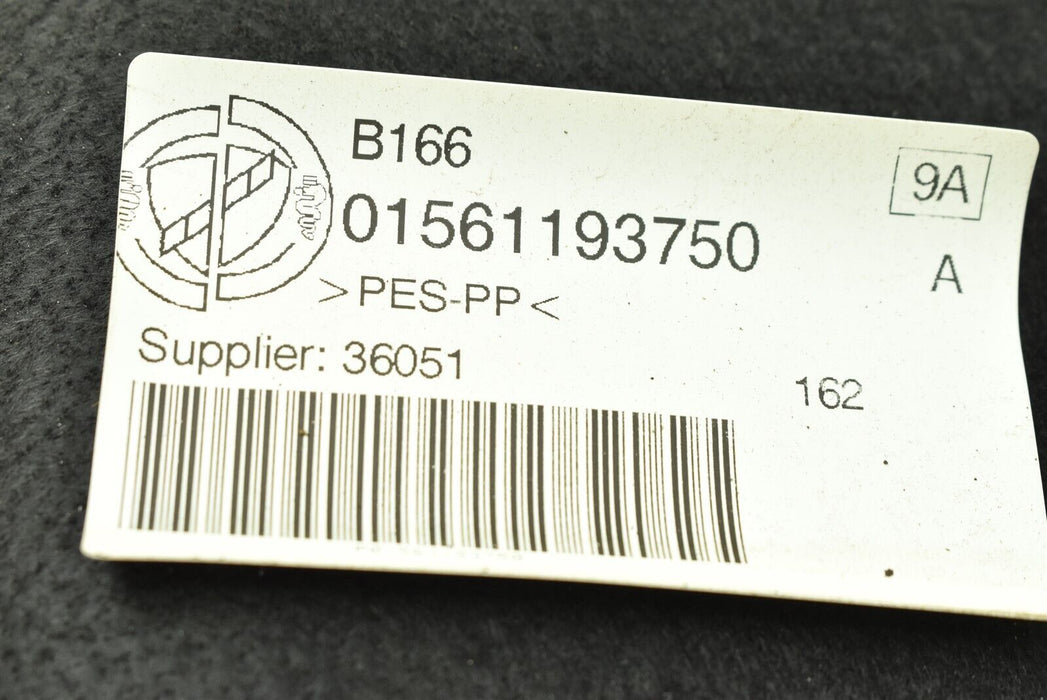 B166
9A
01561193750
A
>PES-PP<
Supplier: 36051
162